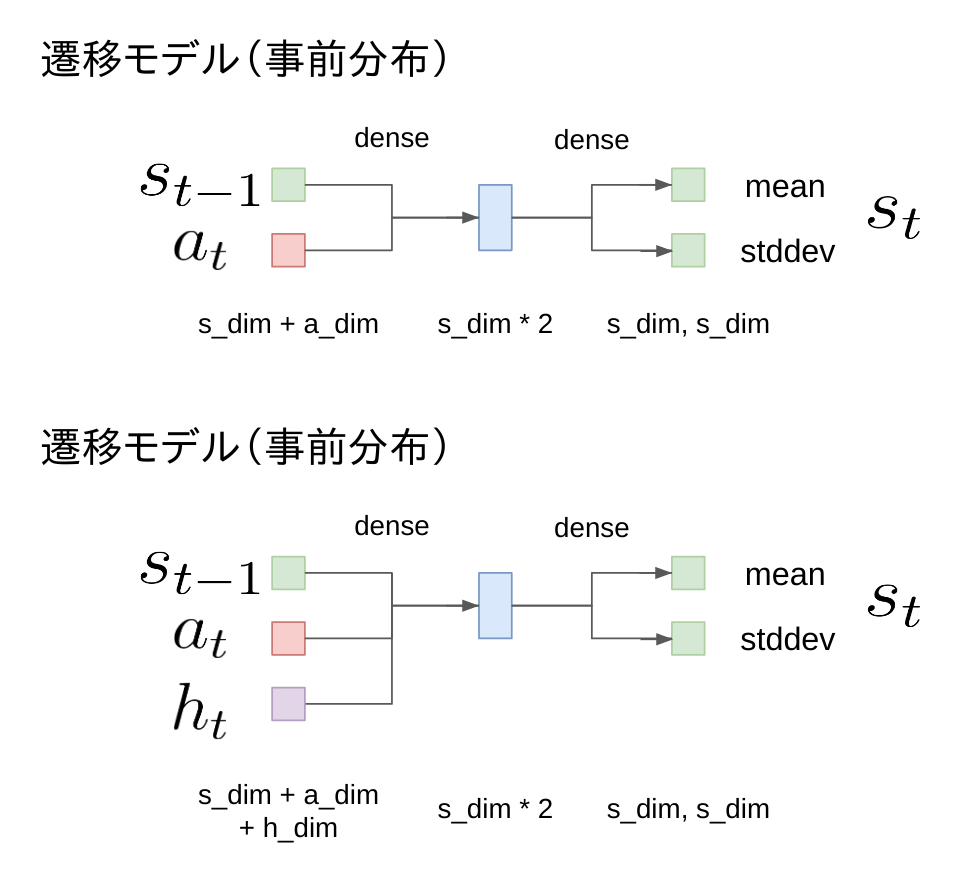 遷移モデル（事前分布）
dense dense
s_{t-1}
mean
a_t
stddev
s_t
s_dim + a_dim s_dim * 2 s_dim, s_dim
遷移モデル（事前分布）
dense dense
s_{t-1}
mean
a_t
stddev
s_t
h_t
s_dim + a_dim
+ h_dim
s_dim * 2 s_dim, s_dim